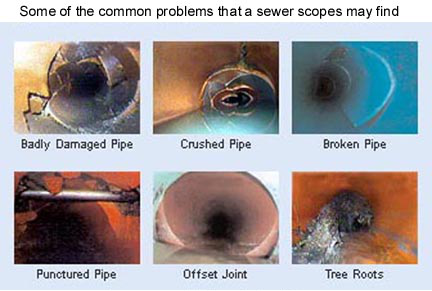 Some of the common problems that a sewer scopes may find
Badly Damaged Pipe
Crushed Pipe
Broken Pipe
Punctured Pipe
Offset Joint
Tree Roots